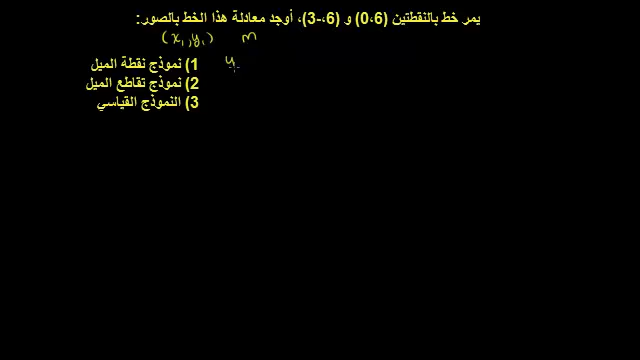 يمر خط بالنقطتين (0،6) و (3-،6)، أوجد معادلة هذا الخط بالصور:
(x₁,y₁) m
1) نموذج نقطة الميل y
2) نموذج تقاطع الميل
3) النموذج القياسي